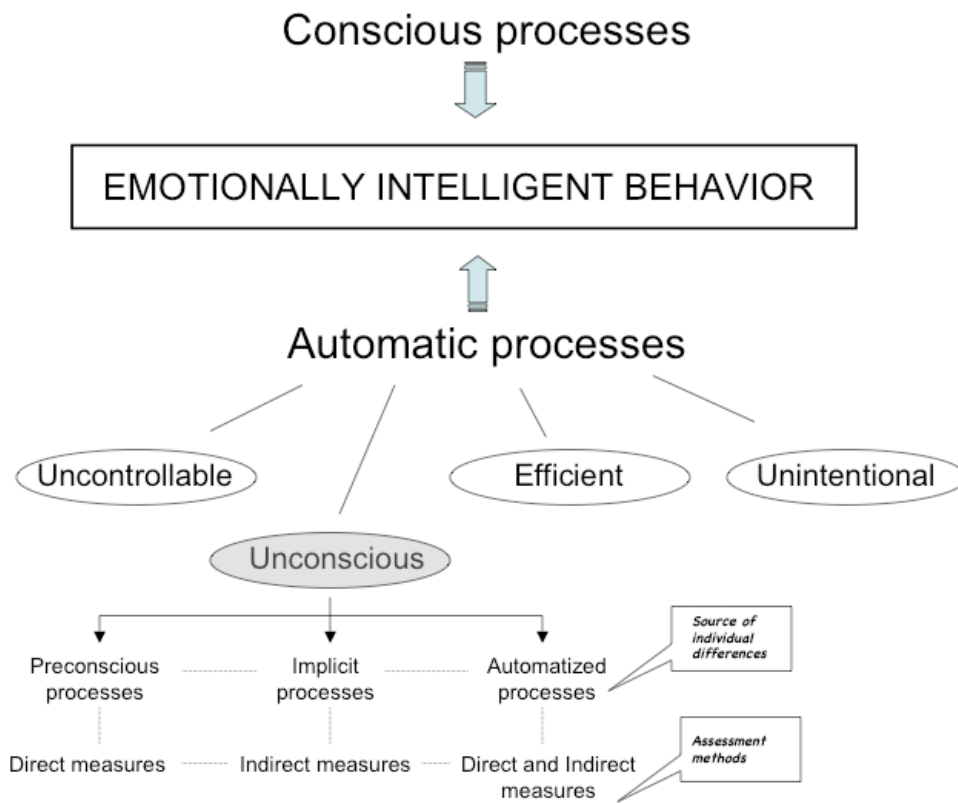 Conscious processes
EMOTIONALLY INTELLIGENT BEHAVIOR
Automatic processes
Uncontrollable
Efficient
Unintentional
Unconscious
Source of
individual
differences
Preconscious
processes
Implicit
processes
Automatized
processes
Assessment
methods
Direct measures
Indirect measures
Direct and Indirect
measures